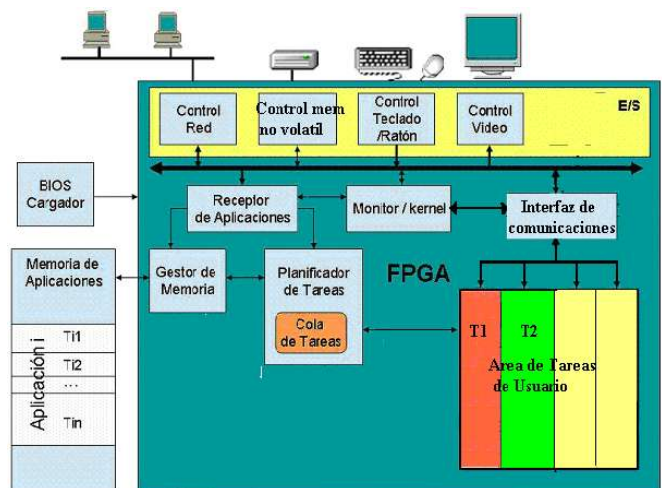 Control
Red
Control mem
no volatíl
Control
Teclado
/Ratón
Control
Video
E/S
BIOS
Cargador
Receptor
de Aplicaciones
Monitor / kernel
Interfaz de
comunicaciones
Memoria de
Aplicaciones
Gestor de
Memoria
Planificador
de Tareas
FPGA
Cola
de Tareas
T1
T2
Area de Tareas
de Usuario
Aplicación i
Ti1
Ti2
...
Tin